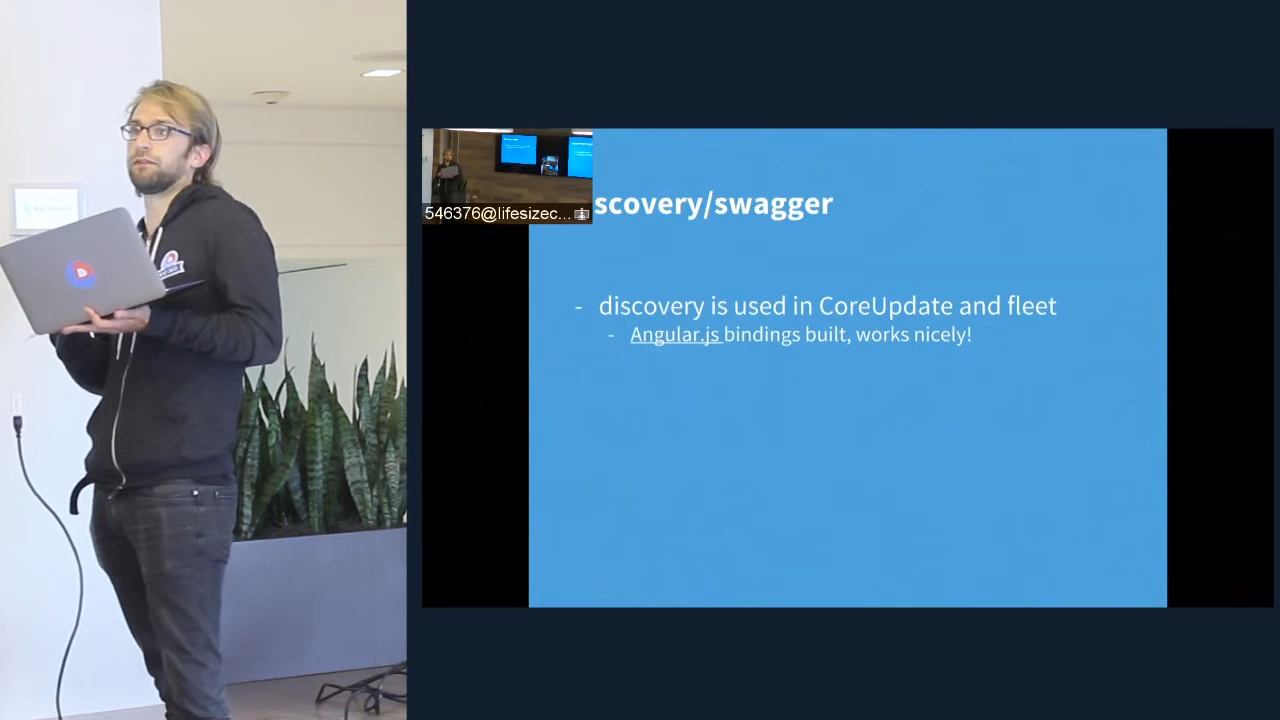 546376@lifesizec...
scovery/swagger
- discovery is used in CoreUpdate and fleet
- Angular.js bindings built, works nicely!